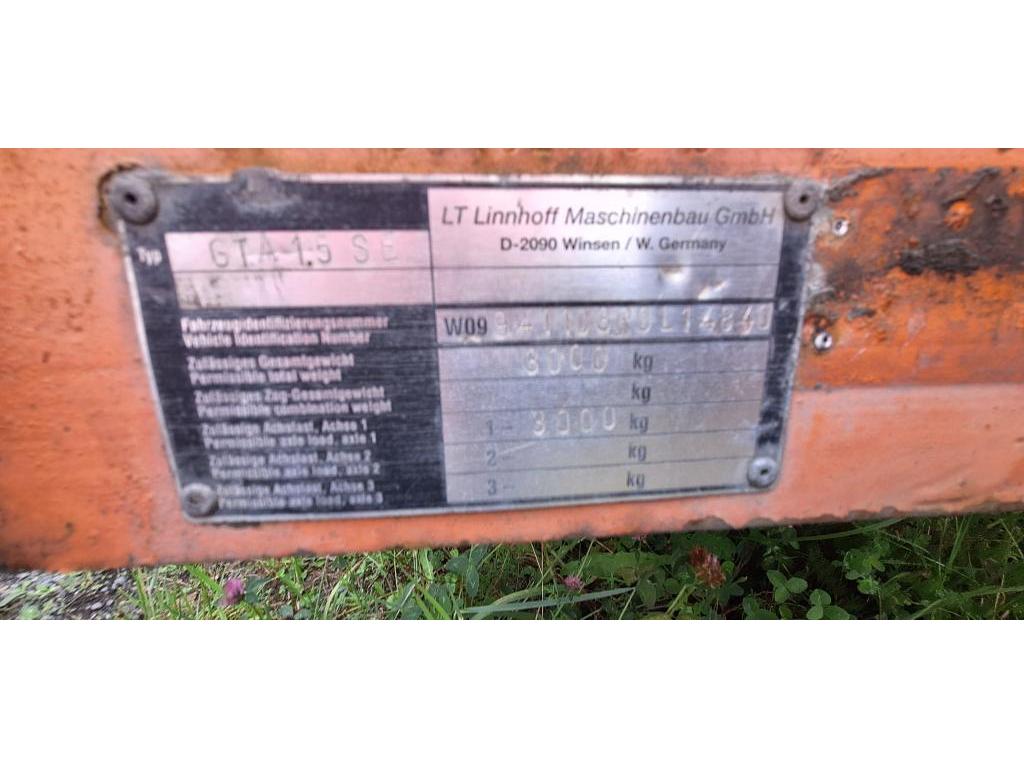 LT Linnhoff Maschinenbau GmbH
D-2090 Winsen / W. Germany
Typ GTA 1.5 SE
Fahrzeugidentifizierungsnummer
Vehicle Identification Number
W09
Zulässiges Gesamtgewicht
Permissible total weight
3000 kg
Zulässiges Zug-Gesamtgewicht
Permissible combination weight
kg
Zulässige Achslast, Achse 1
Permissible axle load, axle 1
1 - 3000 kg
Zulässige Achslast, Achse 2
Permissible axle load, axle 2
2 - kg
Zulässige Achslast, Achse 3
Permissible axle load, axle 3
3 - kg